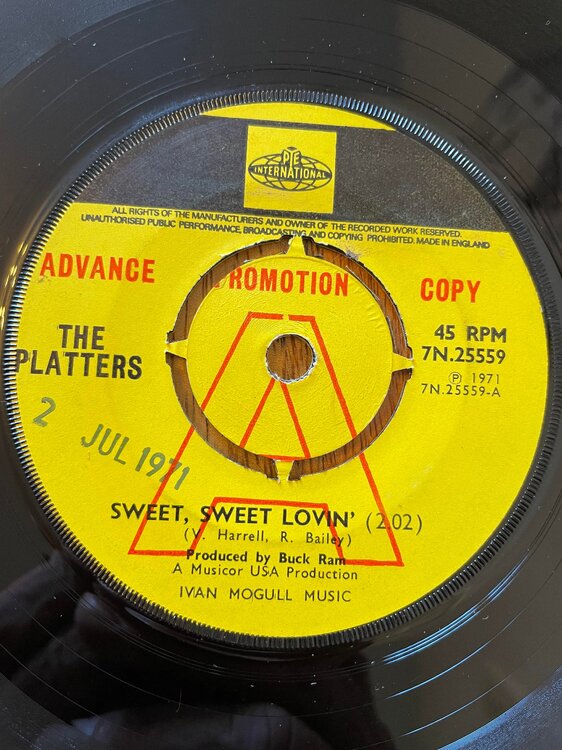 PYE
INTERNATIONAL
ALL RIGHTS OF THE MANUFACTURERS AND OWNER OF THE RECORDED WORK RESERVED.
UNAUTHORISED PUBLIC PERFORMANCE, BROADCASTING AND COPYING PROHIBITED. MADE IN ENGLAND
ADVANCE PROMOTION COPY
THE
PLATTERS
45 RPM
7N.25559
℗ 1971
7N.25559-A
A
2 JUL 1971
SWEET, SWEET LOVIN' (2.02)
(V. Harrell, R. Bailey)
Produced by Buck Ram
A Musicor USA Production
IVAN MOGULL MUSIC